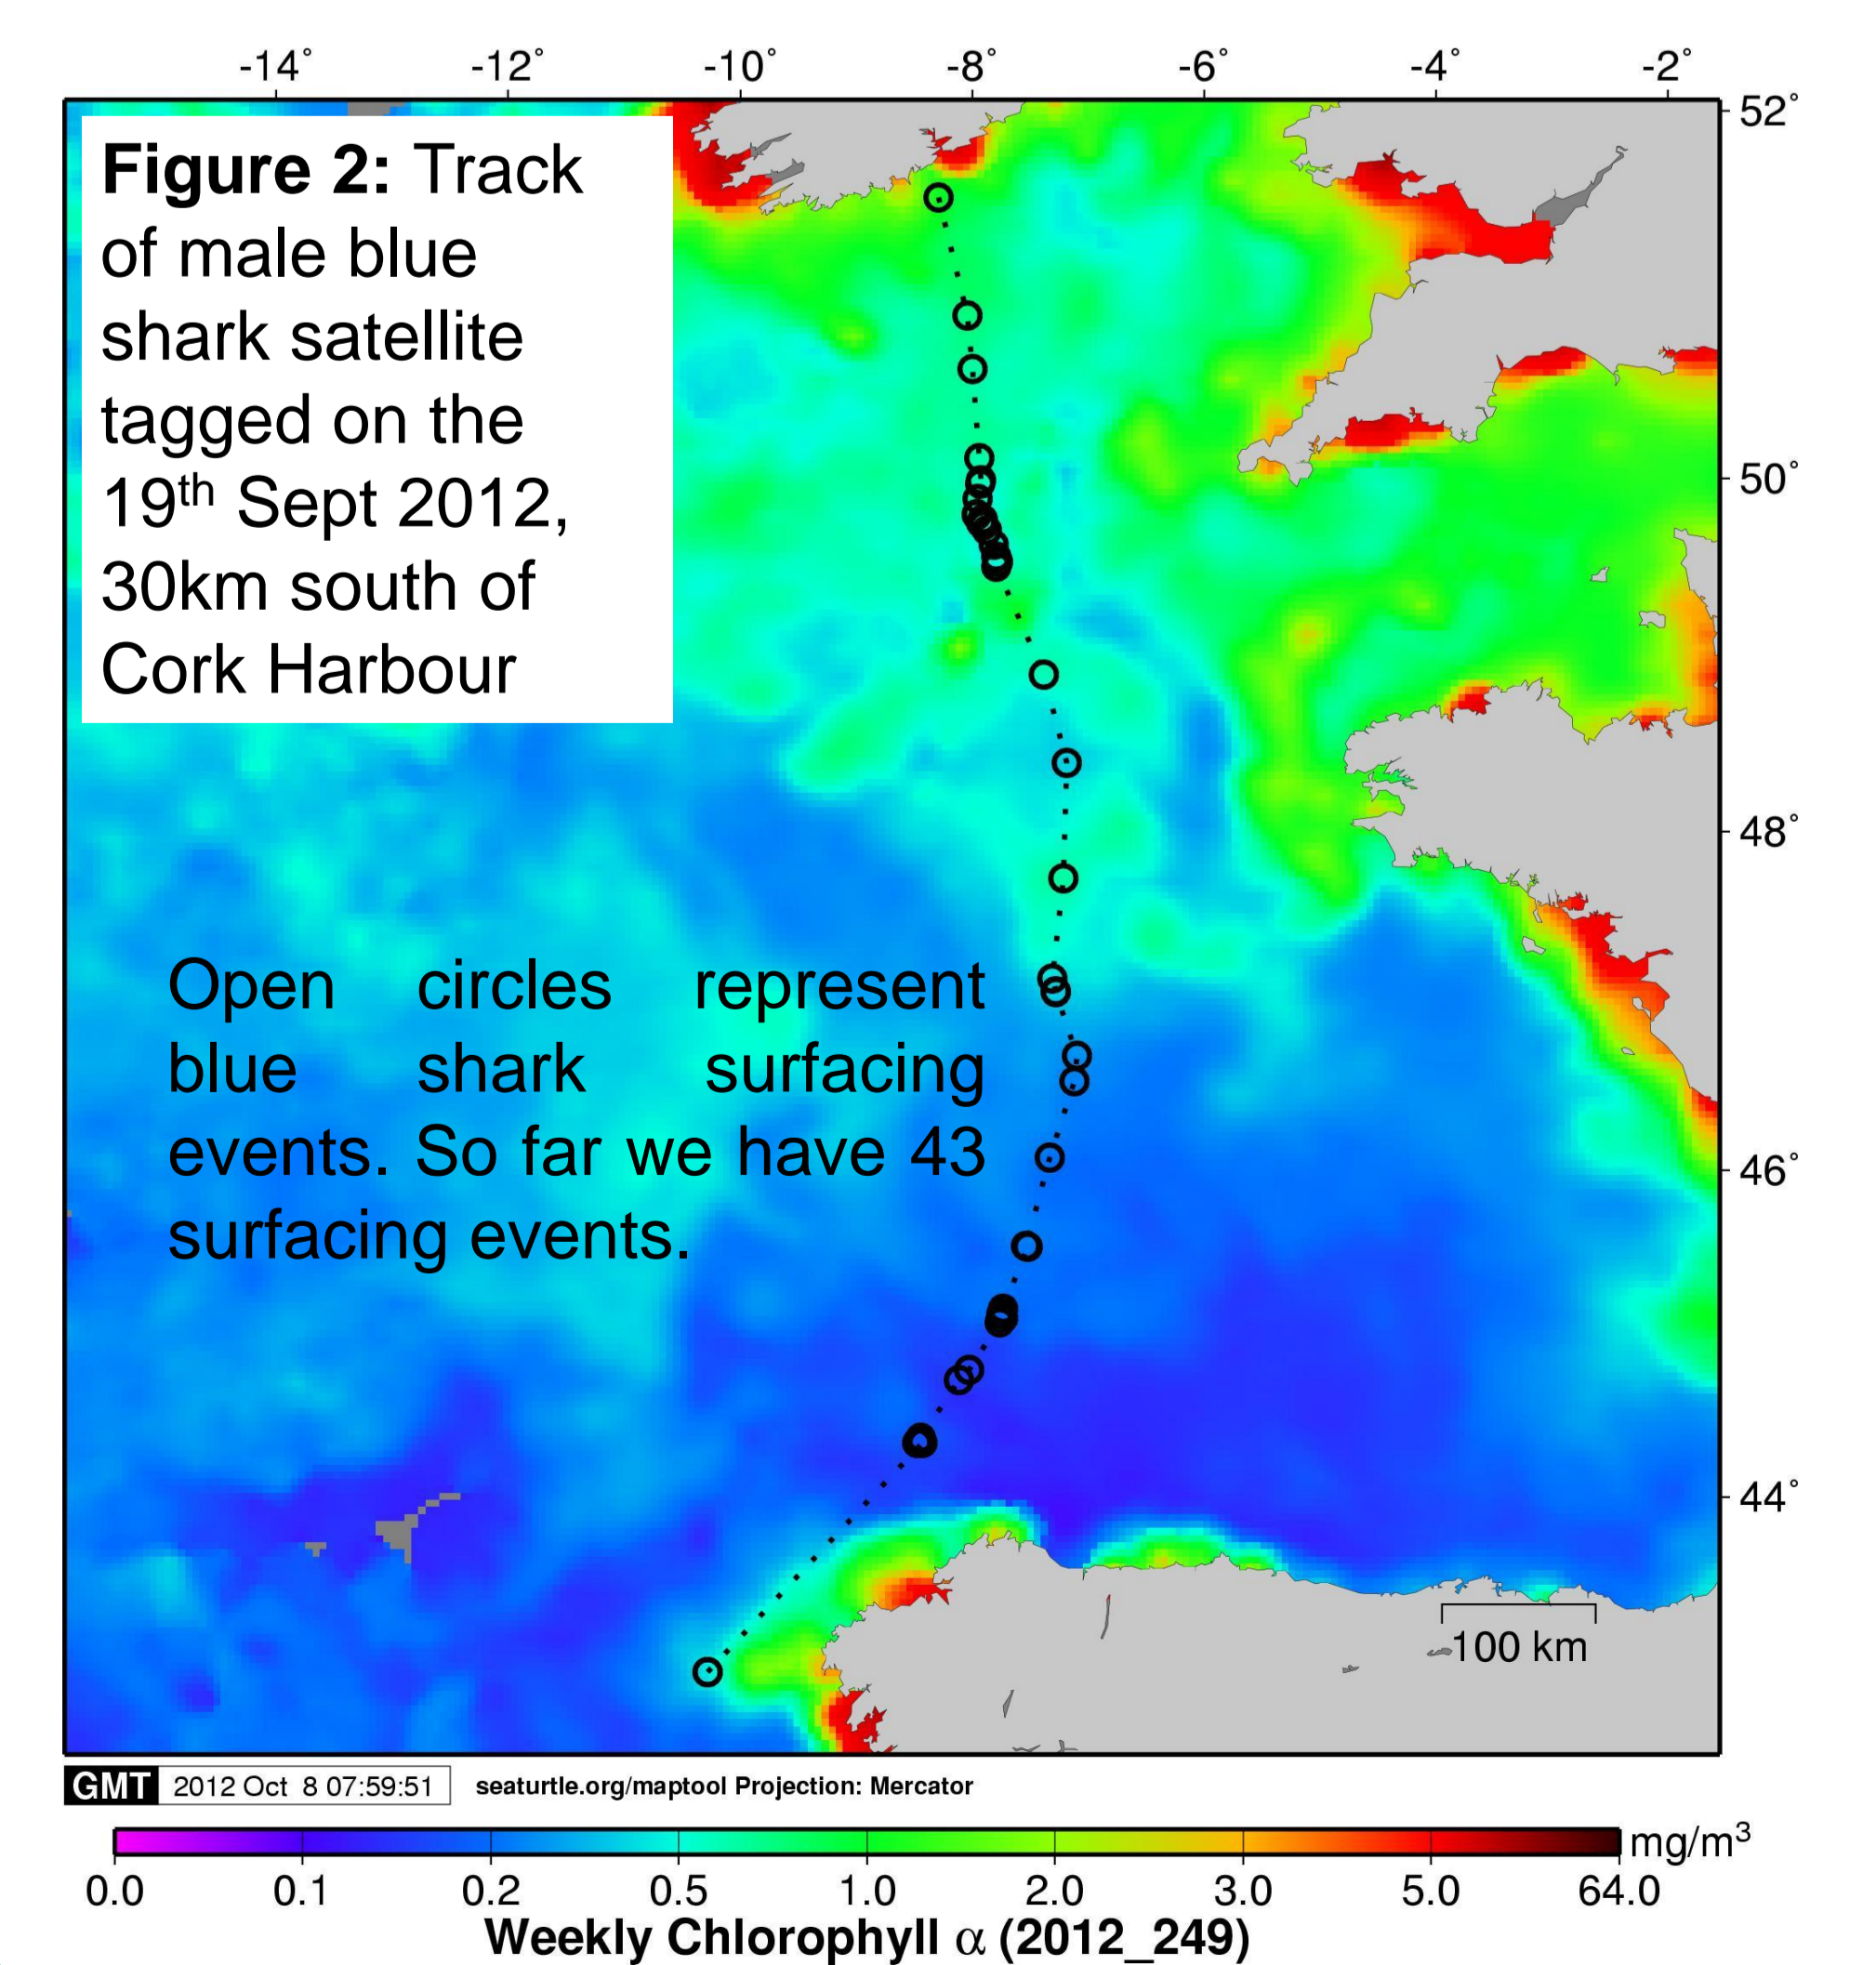 -14° -12° -10° -8° -6° -4° -2°
52°
Figure 2: Track
of male blue
shark satellite
tagged on the
19th Sept 2012,
30km south of
Cork Harbour
50°
48°
Open circles represent
blue shark surfacing
events. So far we have 43
surfacing events.
46°
44°
100 km
GMT 2012 Oct 8 07:59:51 seaturtle.org/maptool Projection: Mercator
mg/m³
0.0 0.1 0.2 0.5 1.0 2.0 3.0 5.0 64.0
Weekly Chlorophyll α (2012_249)